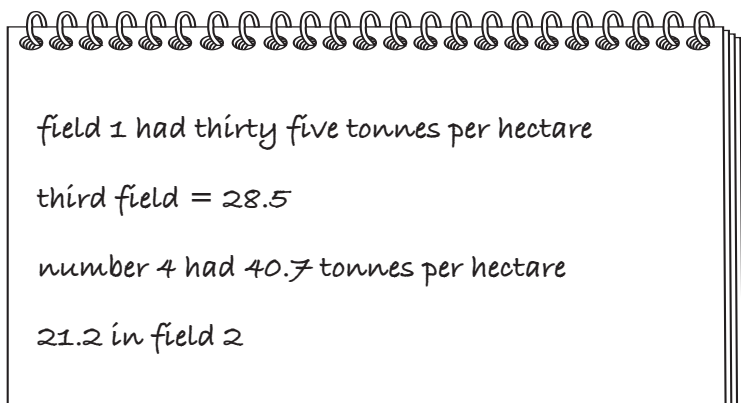 field 1 had thirty five tonnes per hectare
third field = 28.5
number 4 had 40.7 tonnes per hectare
21.2 in field 2